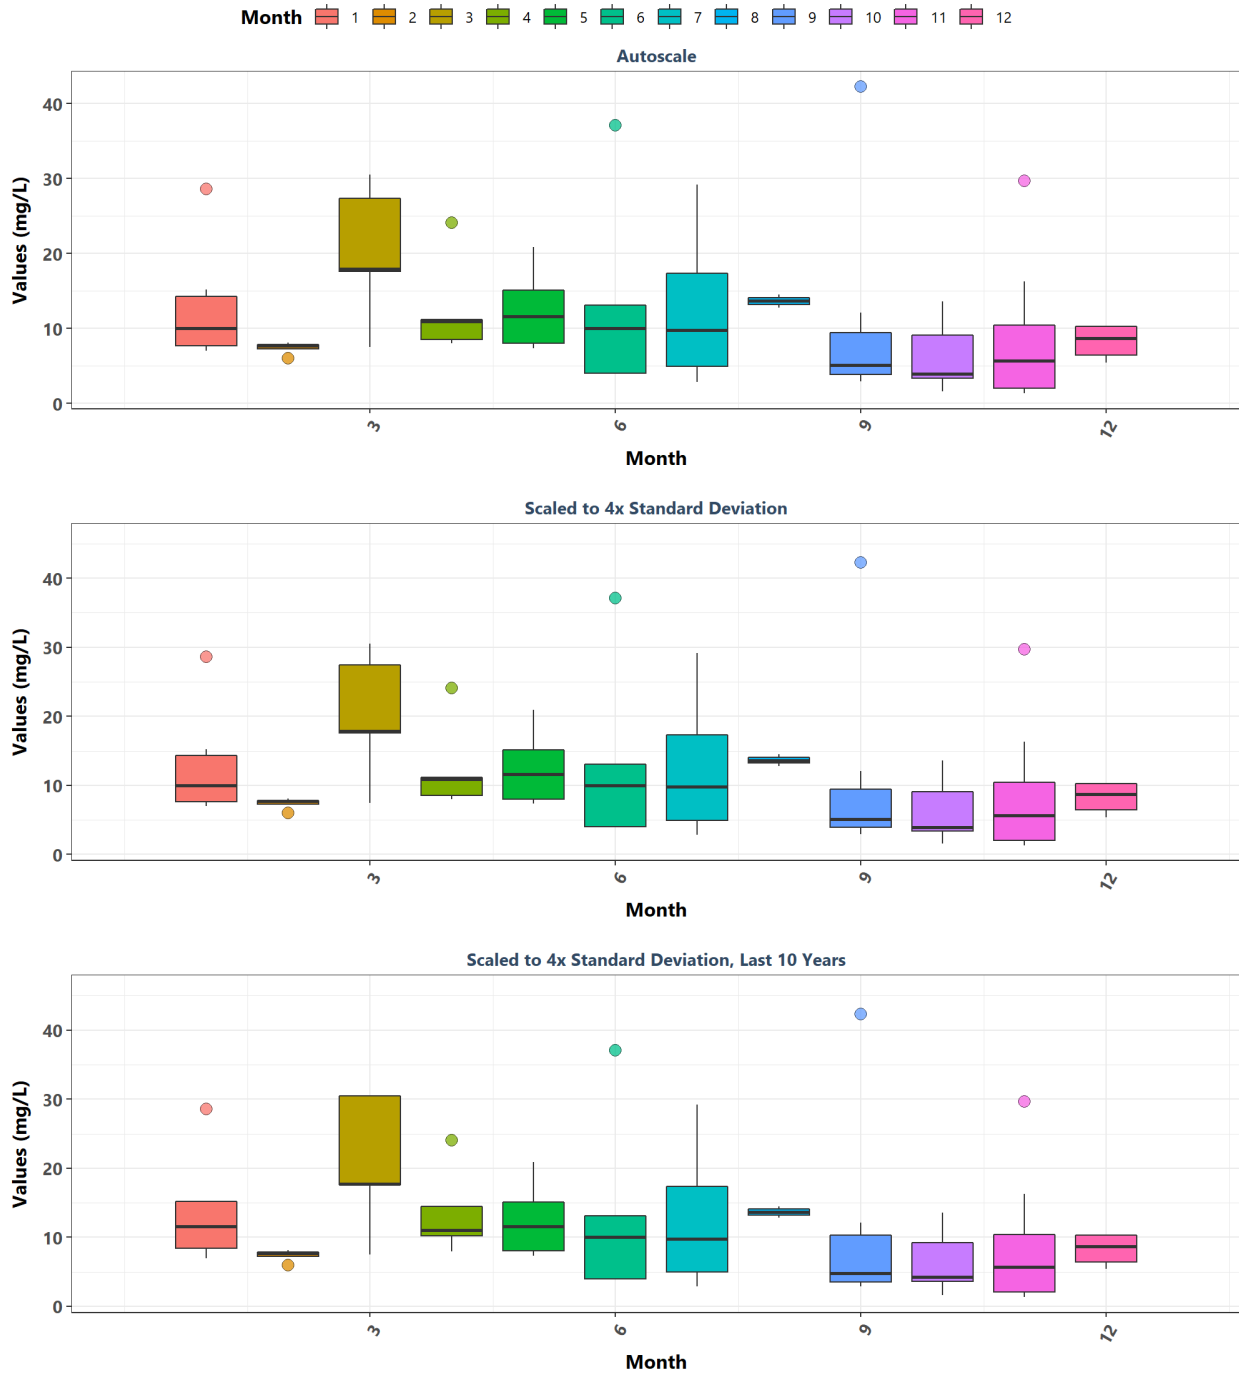 Month 1 2 3 4 5 6 7 8 9 10 11 12
Autoscale
Values (mg/L)
40
30
20
10
0
3 6 9 12
Month
Scaled to 4x Standard Deviation
Values (mg/L)
40
30
20
10
0
3 6 9 12
Month
Scaled to 4x Standard Deviation, Last 10 Years
Values (mg/L)
40
30
20
10
0
3 6 9 12
Month